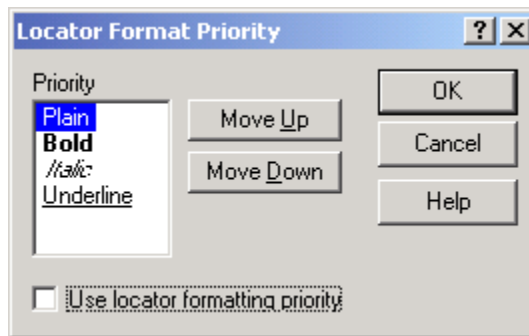 Locator Format Priority
Priority
Plain
Bold
Italic
Underline
Move Up
Move Down
OK
Cancel
Help
Use locator formatting priority